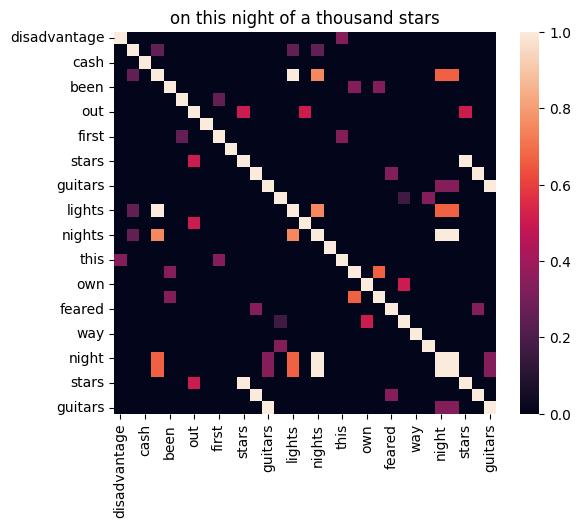 on this night of a thousand stars
disadvantage
cash
been
out
first
stars
guitars
lights
nights
this
own
feared
way
night
stars
guitars
1.0
0.8
0.6
0.4
0.2
0.0
disadvantage
cash
been
out
first
stars
guitars
lights
nights
this
own
feared
way
night
stars
guitars